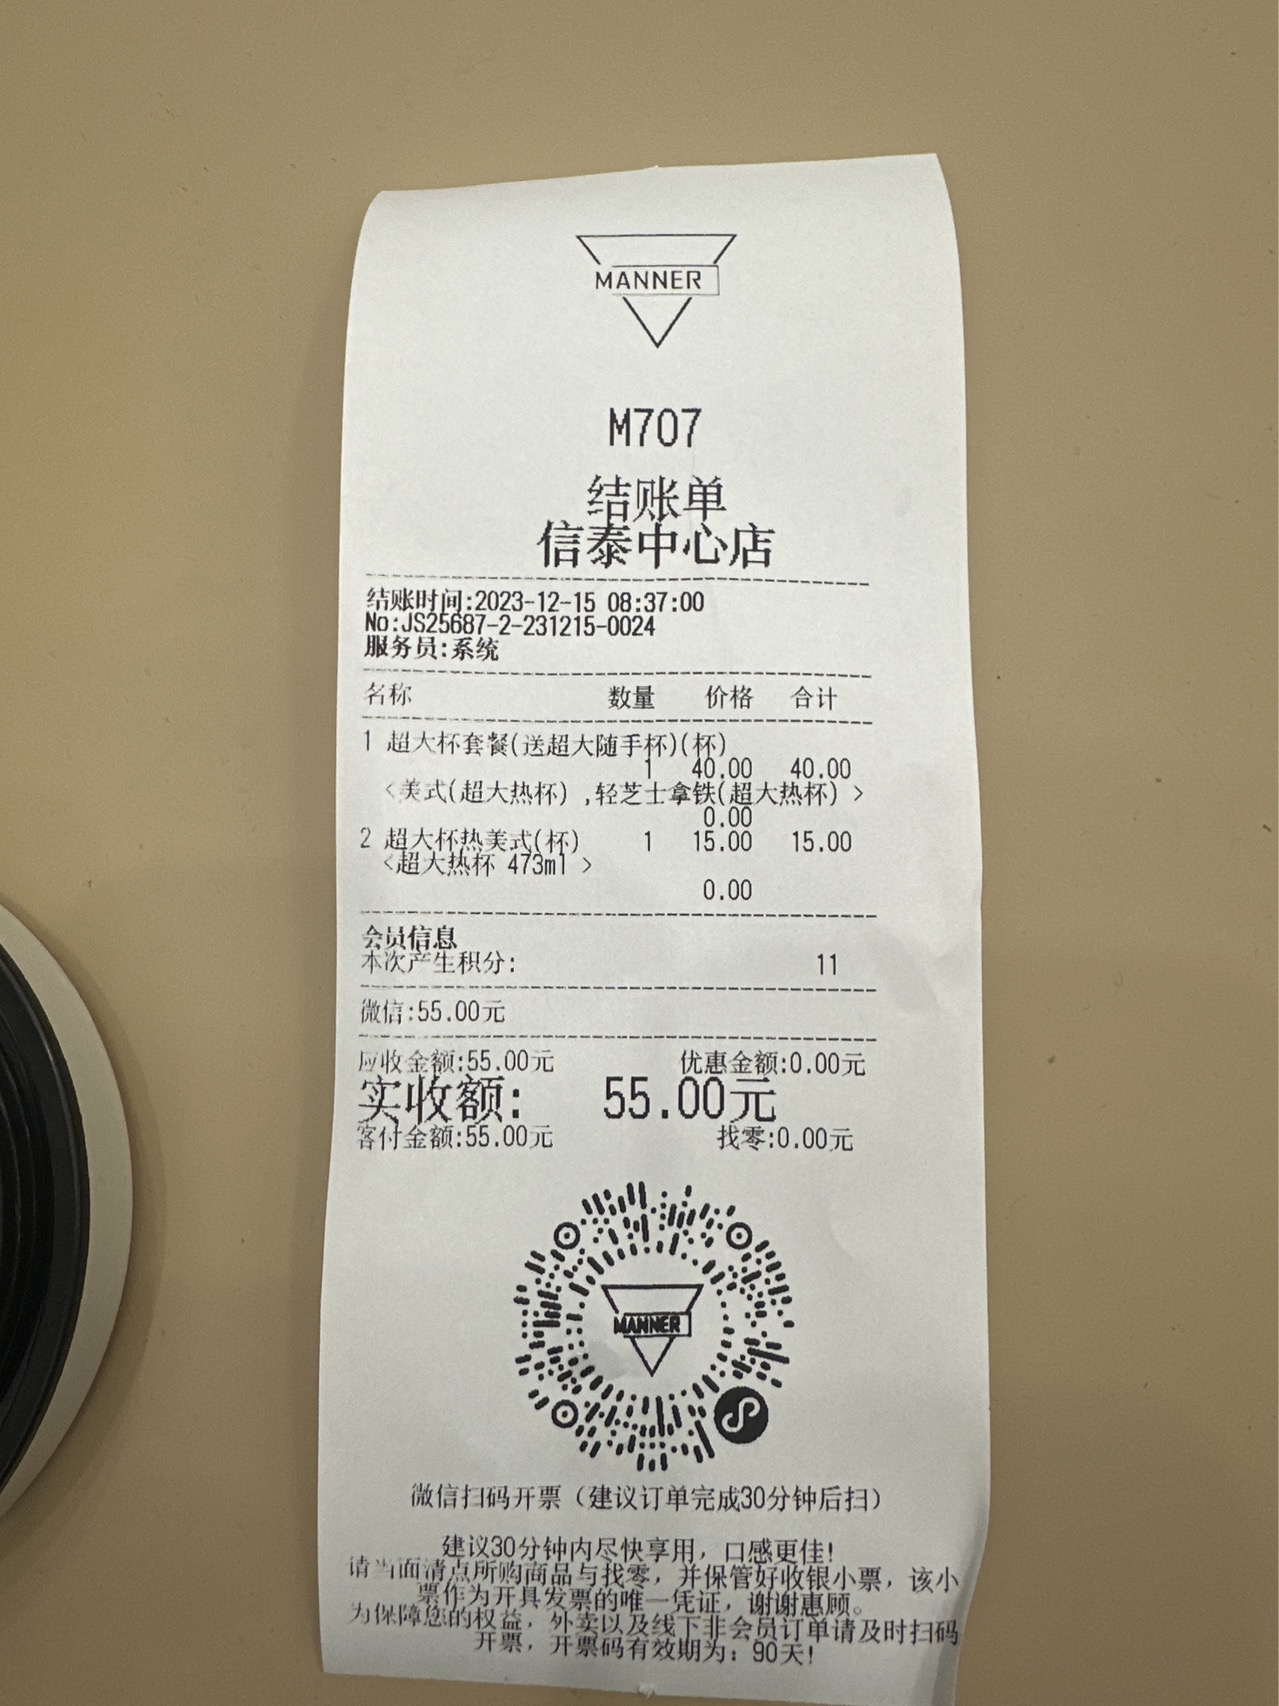 MANNER
M707
结账单
信泰中心店
结账时间:2023-12-15 08:37:00
No:JS25687-2-231215-0024
服务员:系统
名称 数量 价格 合计
1 超大杯套餐(送超大随手杯)(杯)
1 40.00 40.00
<美式(超大热杯) ,轻芝士拿铁(超大热杯) >
0.00
2 超大杯热美式(杯) 1 15.00 15.00
<超大热杯 473ml >
0.00
会员信息
本次产生积分: 11
微信:55.00元
应收金额:55.00元 优惠金额:0.00元
实收额: 55.00元
客付金额:55.00元 找零:0.00元
MANNER
微信扫码开票（建议订单完成30分钟后扫）
建议30分钟内尽快享用，口感更佳!
请当面清点所购商品与找零，并保管好收银小票，该小
票作为开具发票的唯一凭证，谢谢惠顾。
为保障您的权益，外卖以及线下非会员订单请及时扫码
开票，开票码有效期为：90天!